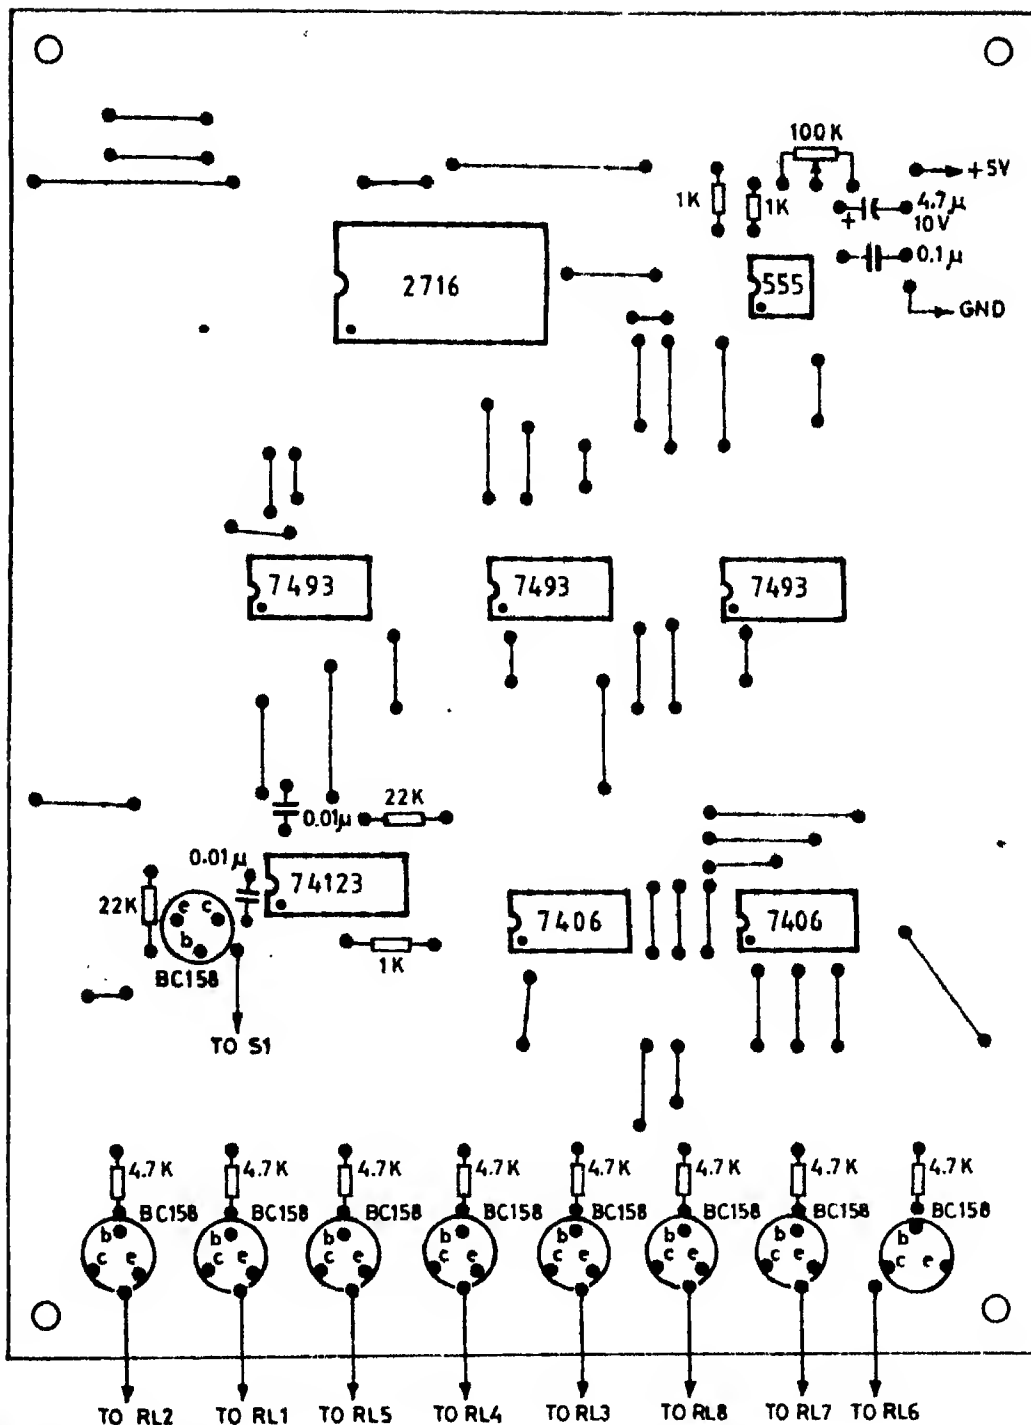 100K
+5V
1K
1K
+
4.7μ
10V
0.1μ
GND
2716
555
7493
7493
7493
0.01μ
22K
0.01μ
74123
22K
e c
b
BC158
1K
7406
7406
TO S1
4.7K
4.7K
4.7K
4.7K
4.7K
4.7K
4.7K
4.7K
BC158
BC158
BC158
BC158
BC158
BC158
BC158
BC158
b
c e
b
c e
b
c e
b
c e
b
c e
b
c e
b
c e
b
c e
TO RL2
TO RL1
TO RL5
TO RL4
TO RL3
TO RL8
TO RL7
TO RL6